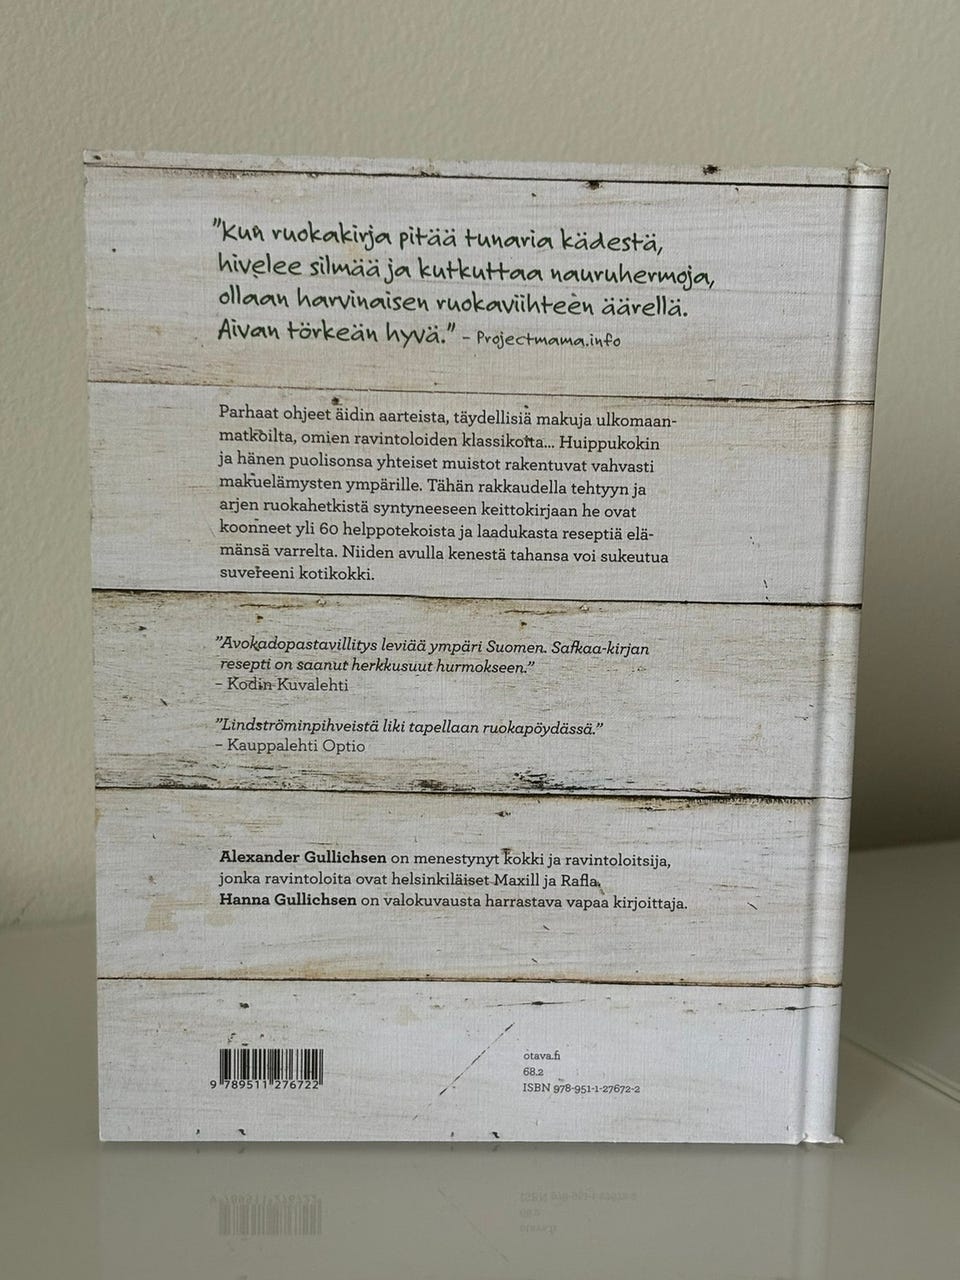 "Kun ruokakirja pitää tunaria kädestä,
hivelee silmää ja kutkuttaa nauruhermoja,
ollaan harvinaisen ruokaviihteen äärellä.
Aivan törkeän hyvä." – Projectmama.info
Parhaat ohjeet äidin aarteista, täydellisiä makuja ulkomaan-
matkoilta, omien ravintoloiden klassikoita... Huippukokin
ja hänen puolisonsa yhteiset muistot rakentuvat vahvasti
makuelämysten ympärille. Tähän rakkaudella tehtyyn ja
arjen ruokahetkistä syntyneeseen keittokirjaan he ovat
koonneet yli 60 helppotekoista ja laadukasta reseptiä elä-
mänsä varrelta. Niiden avulla kenestä tahansa voi sukeutua
suvereeni kotikokki.
"Avokadopastavillitys leviää ympäri Suomen. Safkaa-kirjan
resepti on saanut herkkusuut hurmokseen."
– Kodin Kuvalehti
"Lindströminpihveistä liki tapellaan ruokapöydässä."
– Kauppalehti Optio
Alexander Gullichsen on menestynyt kokki ja ravintoloitsija,
jonka ravintoloita ovat helsinkiläiset Maxill ja Rafla.
Hanna Gullichsen on valokuvausta harrastava vapaa kirjoittaja.
9 789511 276722
otava.fi
68.2
ISBN 978-951-1-27672-2